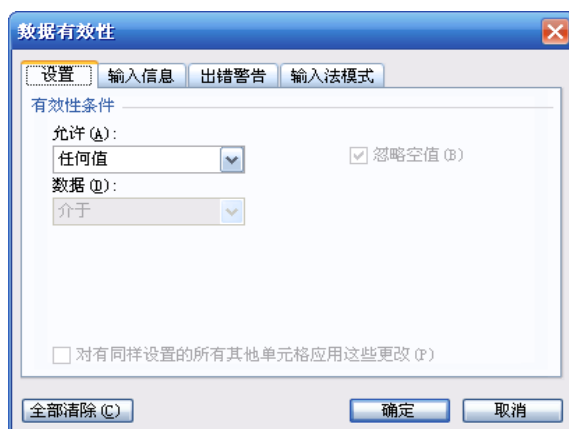 数据有效性
设置 输入信息 出错警告 输入法模式
有效性条件
允许(A):
任何值 忽略空值(B)
数据(D):
介于
对有同样设置的所有其他单元格应用这些更改(P)
全部清除(C) 确定 取消